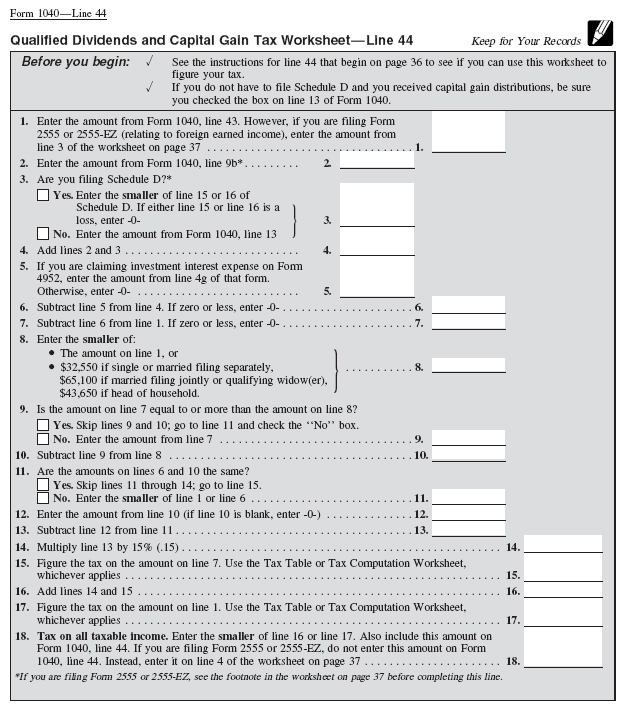 Form 1040—Line 44
Qualified Dividends and Capital Gain Tax Worksheet—Line 44 Keep for Your Records
Before you begin: √ See the instructions for line 44 that begin on page 36 to see if you can use this worksheet to
figure your tax.
√ If you do not have to file Schedule D and you received capital gain distributions, be sure
you checked the box on line 13 of Form 1040.
1. Enter the amount from Form 1040, line 43. However, if you are filing Form
2555 or 2555-EZ (relating to foreign earned income), enter the amount from
line 3 of the worksheet on page 37 . . . . . . . . . . . . . . . . . . . . . . . . . . . . . . . . . . . 1.
2. Enter the amount from Form 1040, line 9b* . . . . . . . . . 2.
3. Are you filing Schedule D?*
Yes. Enter the smaller of line 15 or 16 of
Schedule D. If either line 15 or line 16 is a
loss, enter -0- 3.
No. Enter the amount from Form 1040, line 13
4. Add lines 2 and 3 . . . . . . . . . . . . . . . . . . . . . . . . . . . 4.
5. If you are claiming investment interest expense on Form
4952, enter the amount from line 4g of that form.
Otherwise, enter -0- . . . . . . . . . . . . . . . . . . . . . . . . . 5.
6. Subtract line 5 from line 4. If zero or less, enter -0- . . . . . . . . . . . . . . . . . . . . 6.
7. Subtract line 6 from line 1. If zero or less, enter -0- . . . . . . . . . . . . . . . . . . . . 7.
8. Enter the smaller of:
• The amount on line 1, or
• $32,550 if single or married filing separately, . . . . . . . . . . . 8.
$65,100 if married filing jointly or qualifying widow(er),
$43,650 if head of household.
9. Is the amount on line 7 equal to or more than the amount on line 8?
Yes. Skip lines 9 and 10; go to line 11 and check the ‘‘No’’ box.
No. Enter the amount from line 7 . . . . . . . . . . . . . . . . . . . . . . . . . . . . . . 9.
10. Subtract line 9 from line 8 . . . . . . . . . . . . . . . . . . . . . . . . . . . . . . . . . . . . . . 10.
11. Are the amounts on lines 6 and 10 the same?
Yes. Skip lines 11 through 14; go to line 15.
No. Enter the smaller of line 1 or line 6 . . . . . . . . . . . . . . . . . . . . . . . . . 11.
12. Enter the amount from line 10 (if line 10 is blank, enter -0-) . . . . . . . . . . . . . 12.
13. Subtract line 12 from line 11 . . . . . . . . . . . . . . . . . . . . . . . . . . . . . . . . . . . . 13.
14. Multiply line 13 by 15% (.15) . . . . . . . . . . . . . . . . . . . . . . . . . . . . . . . . . . . . . . . . . . . . . . . . . . 14.
15. Figure the tax on the amount on line 7. Use the Tax Table or Tax Computation Worksheet,
whichever applies . . . . . . . . . . . . . . . . . . . . . . . . . . . . . . . . . . . . . . . . . . . . . . . . . . . . . . . . . . 15.
16. Add lines 14 and 15 . . . . . . . . . . . . . . . . . . . . . . . . . . . . . . . . . . . . . . . . . . . . . . . . . . . . . . . . 16.
17. Figure the tax on the amount on line 1. Use the Tax Table or Tax Computation Worksheet,
whichever applies . . . . . . . . . . . . . . . . . . . . . . . . . . . . . . . . . . . . . . . . . . . . . . . . . . . . . . . . . . 17.
18. Tax on all taxable income. Enter the smaller of line 16 or line 17. Also include this amount on
Form 1040, line 44. If you are filing Form 2555 or 2555-EZ, do not enter this amount on Form
1040, line 44. Instead, enter it on line 4 of the worksheet on page 37 . . . . . . . . . . . . . . . . . . . . . 18.
*If you are filing Form 2555 or 2555-EZ, see the footnote in the worksheet on page 37 before completing this line.